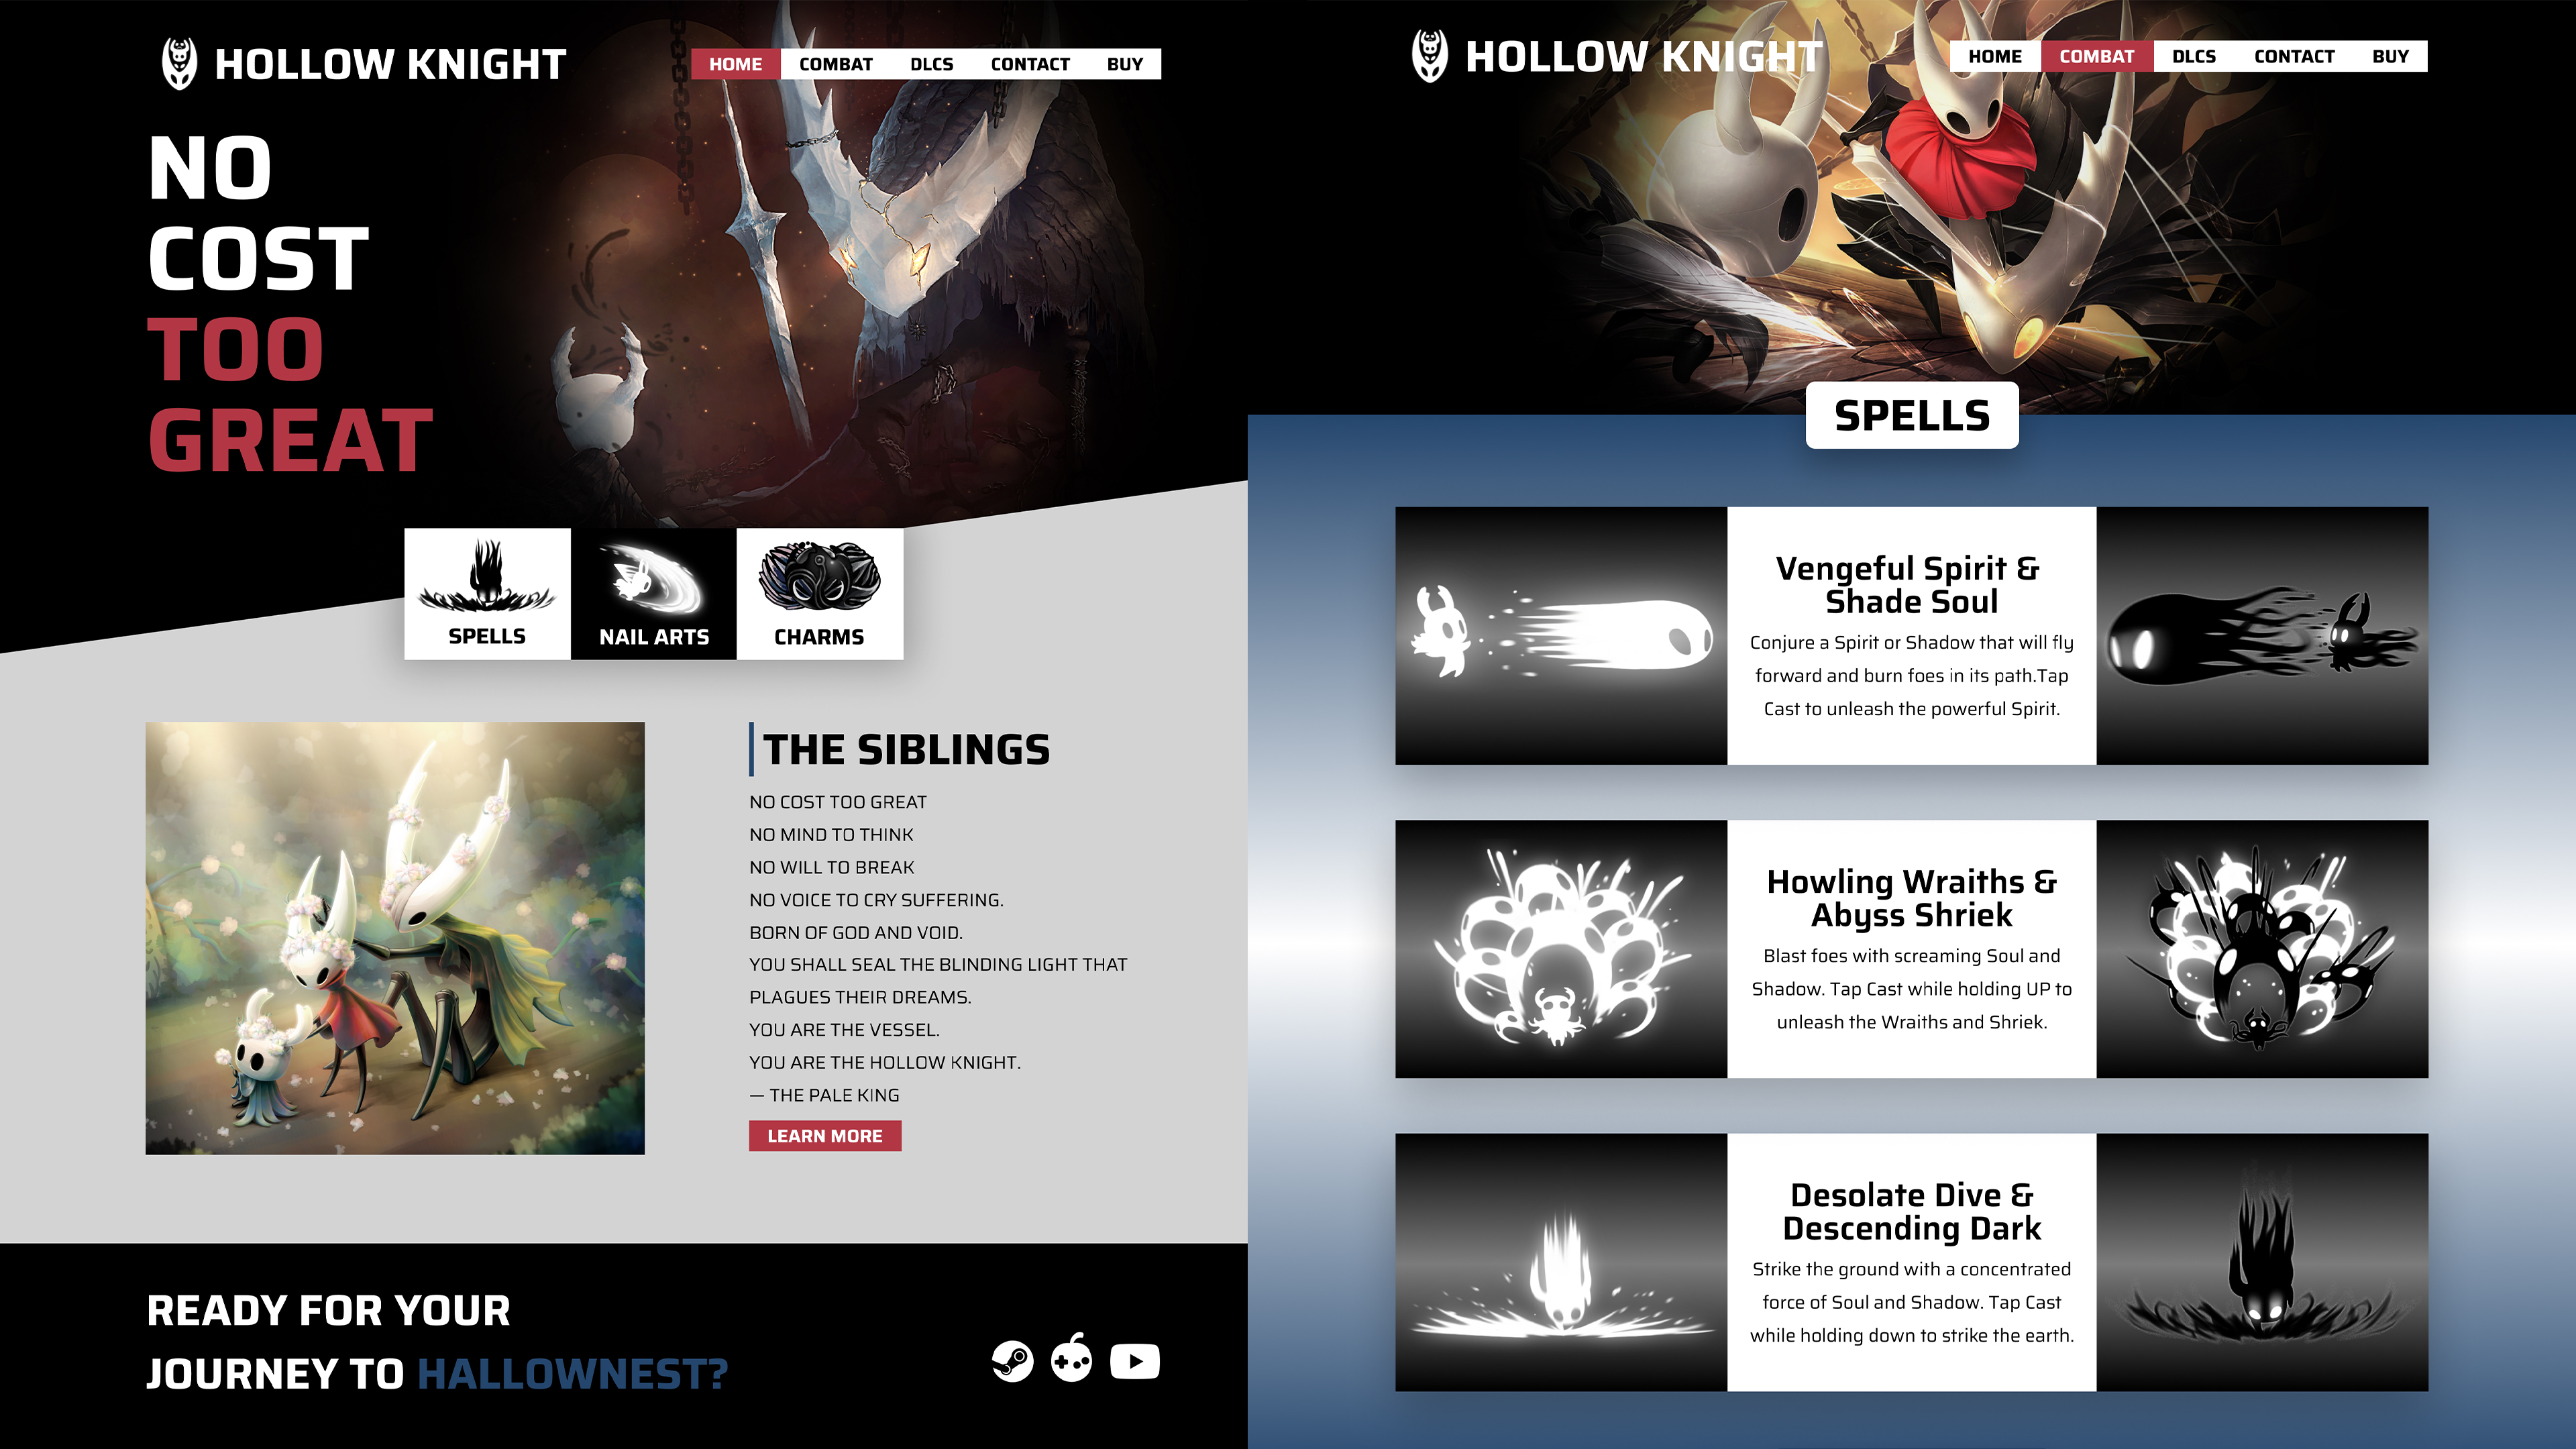 HOLLOW KNIGHT
HOME COMBAT DLCS CONTACT BUY
NO
COST
TOO
GREAT
SPELLS
NAIL ARTS
CHARMS
THE SIBLINGS
NO COST TOO GREAT
NO MIND TO THINK
NO WILL TO BREAK
NO VOICE TO CRY SUFFERING.
BORN OF GOD AND VOID.
YOU SHALL SEAL THE BLINDING LIGHT THAT
PLAGUES THEIR DREAMS.
YOU ARE THE VESSEL.
YOU ARE THE HOLLOW KNIGHT.
— THE PALE KING
LEARN MORE
READY FOR YOUR
JOURNEY TO HALLOWNEST?
HOLLOW KNIGHT
HOME COMBAT DLCS CONTACT BUY
SPELLS
Vengeful Spirit &
Shade Soul
Conjure a Spirit or Shadow that will fly
forward and burn foes in its path.Tap
Cast to unleash the powerful Spirit.
Howling Wraiths &
Abyss Shriek
Blast foes with screaming Soul and
Shadow. Tap Cast while holding UP to
unleash the Wraiths and Shriek.
Desolate Dive &
Descending Dark
Strike the ground with a concentrated
force of Soul and Shadow. Tap Cast
while holding down to strike the earth.